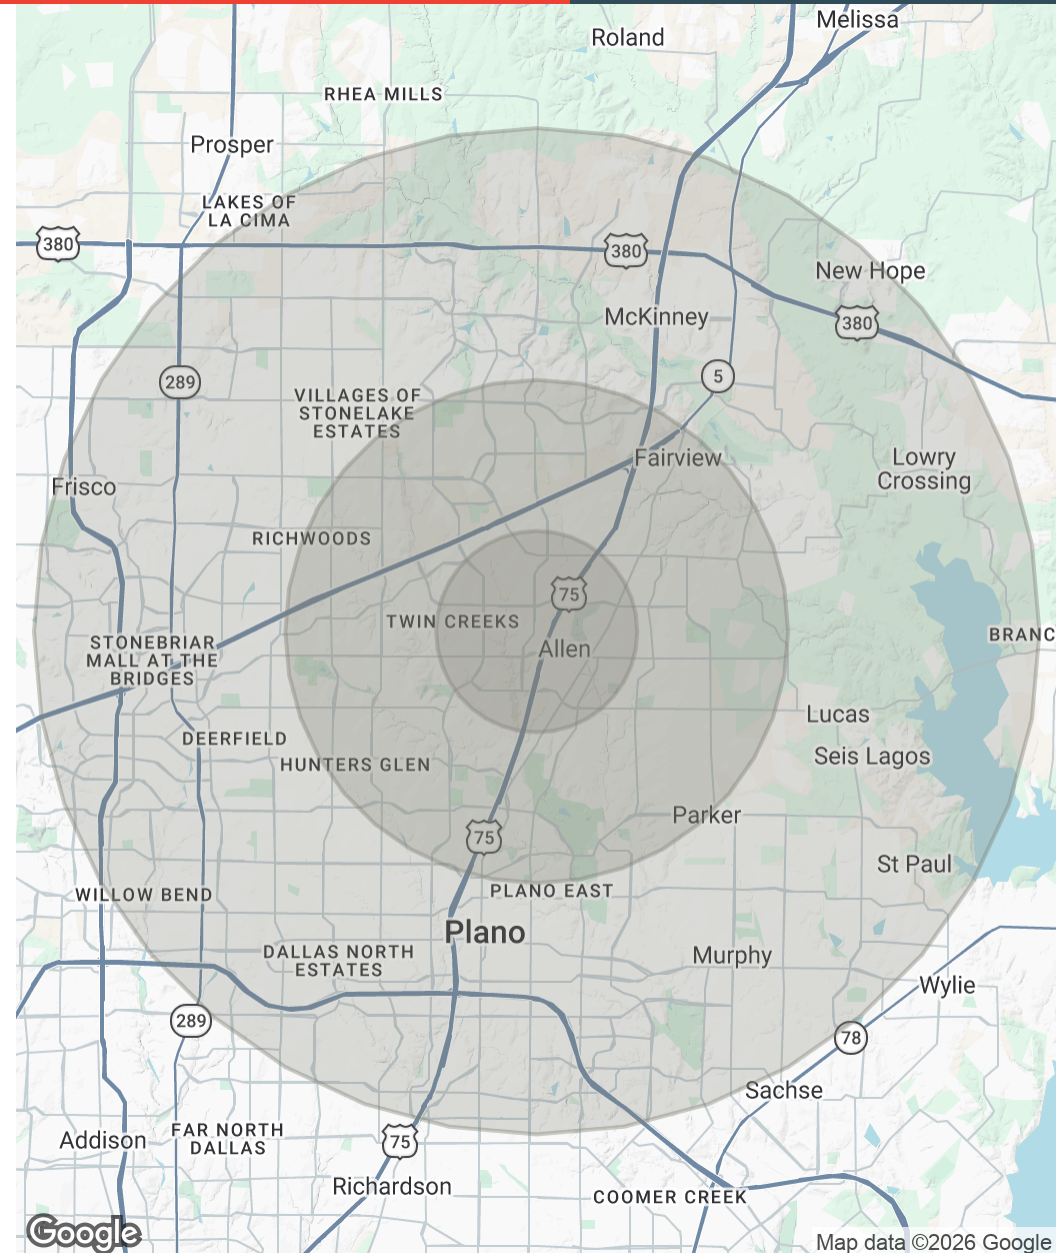 Melissa
Roland
RHEA MILLS
Prosper
LAKES OF
LA CIMA
380
380
New Hope
McKinney
380
5
289
VILLAGES OF
STONELAKE
ESTATES
Fairview
Lowry
Crossing
Frisco
RICHWOODS
75
TWIN CREEKS
Allen
STONEBRIAR
MALL AT THE
BRIDGES
BRANC
Lucas
DEERFIELD
Seis Lagos
HUNTERS GLEN
Parker
75
St Paul
WILLOW BEND
PLANO EAST
Plano
DALLAS NORTH
ESTATES
Murphy
Wylie
289
78
Sachse
Addison
FAR NORTH
DALLAS
75
Richardson
COOMER CREEK
Google
Map data ©2026 Google